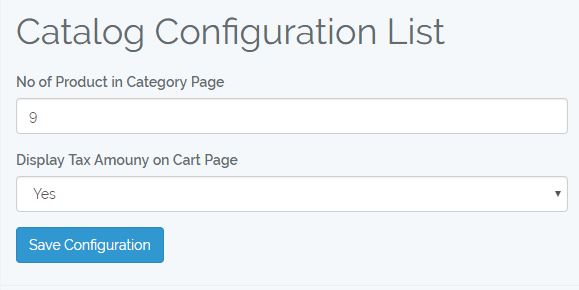 Catalog Configuration List
No of Product in Category Page
9
Display Tax Amouny on Cart Page
Yes
Save Configuration